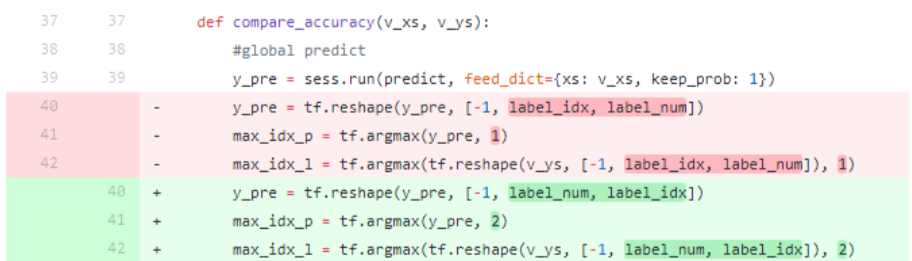 37 37 def compare_accuracy(v_xs, v_ys):
38 38 #global predict
39 39 y_pre = sess.run(predict, feed_dict={xs: v_xs, keep_prob: 1})
40 - y_pre = tf.reshape(y_pre, [-1, label_idx, label_num])
41 - max_idx_p = tf.argmax(y_pre, 1)
42 - max_idx_l = tf.argmax(tf.reshape(v_ys, [-1, label_idx, label_num]), 1)
40 + y_pre = tf.reshape(y_pre, [-1, label_num, label_idx])
41 + max_idx_p = tf.argmax(y_pre, 2)
42 + max_idx_l = tf.argmax(tf.reshape(v_ys, [-1, label_num, label_idx]), 2)